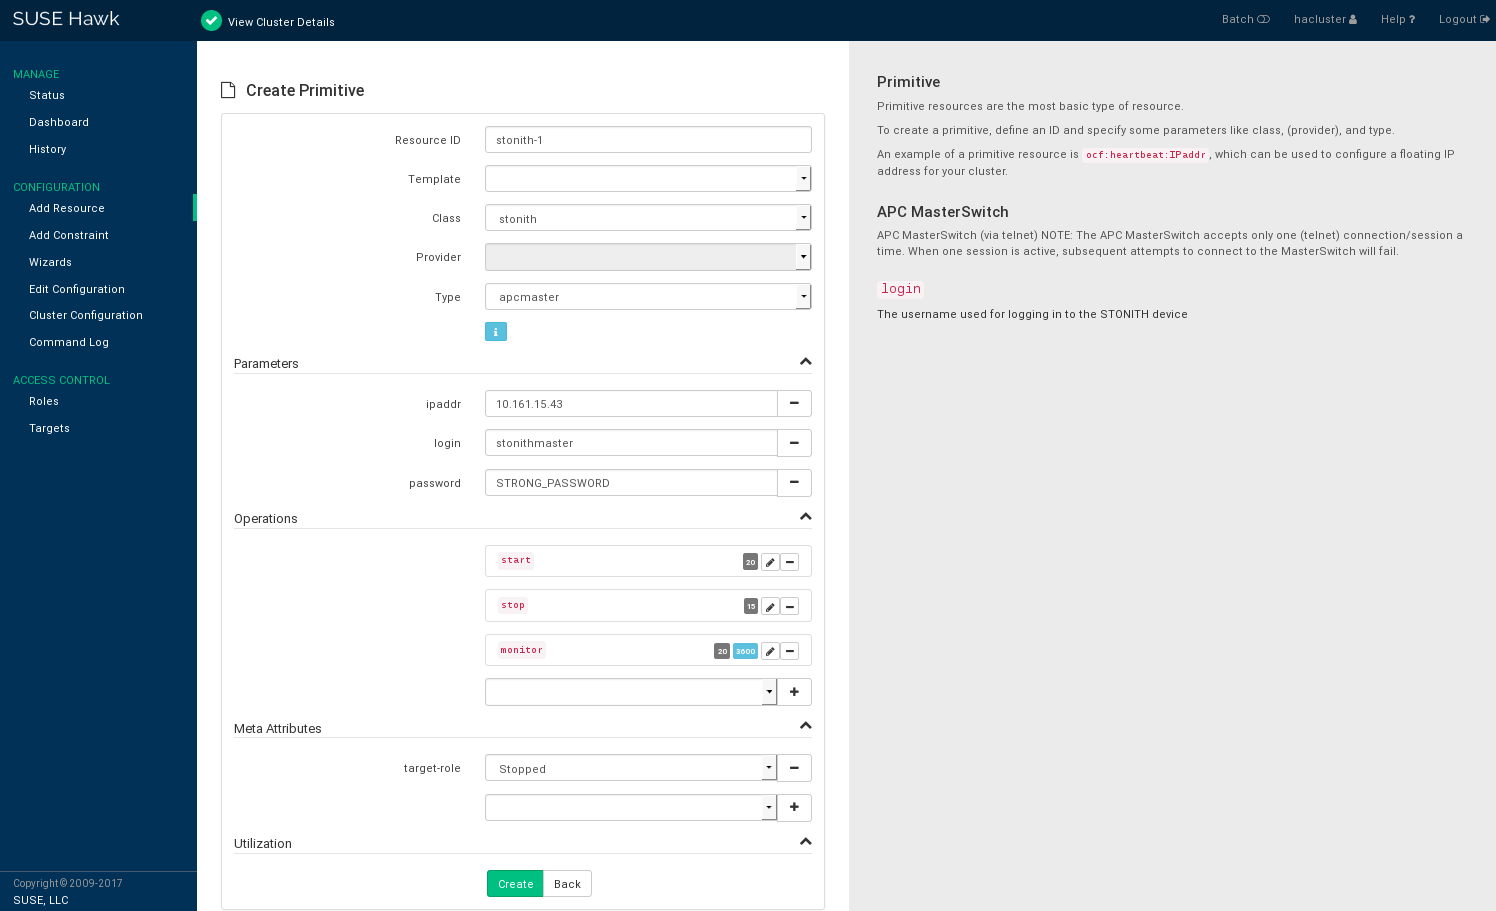 SUSE Hawk
View Cluster Details
Batch
hacluster
Help ?
Logout
MANAGE
Status
Dashboard
History
CONFIGURATION
Add Resource
Add Constraint
Wizards
Edit Configuration
Cluster Configuration
Command Log
ACCESS CONTROL
Roles
Targets
Copyright © 2009-2017
SUSE, LLC
Create Primitive
Resource ID
stonith-1
Template
Class
stonith
Provider
Type
apcmaster
i
Parameters
ipaddr
10.161.15.43
login
stonithmaster
password
STRONG_PASSWORD
Operations
start
20
stop
15
monitor
20 3600
Meta Attributes
target-role
Stopped
Utilization
Create
Back
Primitive
Primitive resources are the most basic type of resource.
To create a primitive, define an ID and specify some parameters like class, (provider), and type.
An example of a primitive resource is ocf:heartbeat:IPaddr, which can be used to configure a floating IP
address for your cluster.
APC MasterSwitch
APC MasterSwitch (via telnet) NOTE: The APC MasterSwitch accepts only one (telnet) connection/session a
time. When one session is active, subsequent attempts to connect to the MasterSwitch will fail.
login
The username used for logging in to the STONITH device